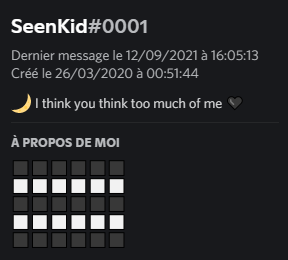 SeenKid#0001
Dernier message le 12/09/2021 à 16:05:13
Créé le 26/03/2020 à 00:51:44
🌙 I think you think too much of me 🖤
À PROPOS DE MOI